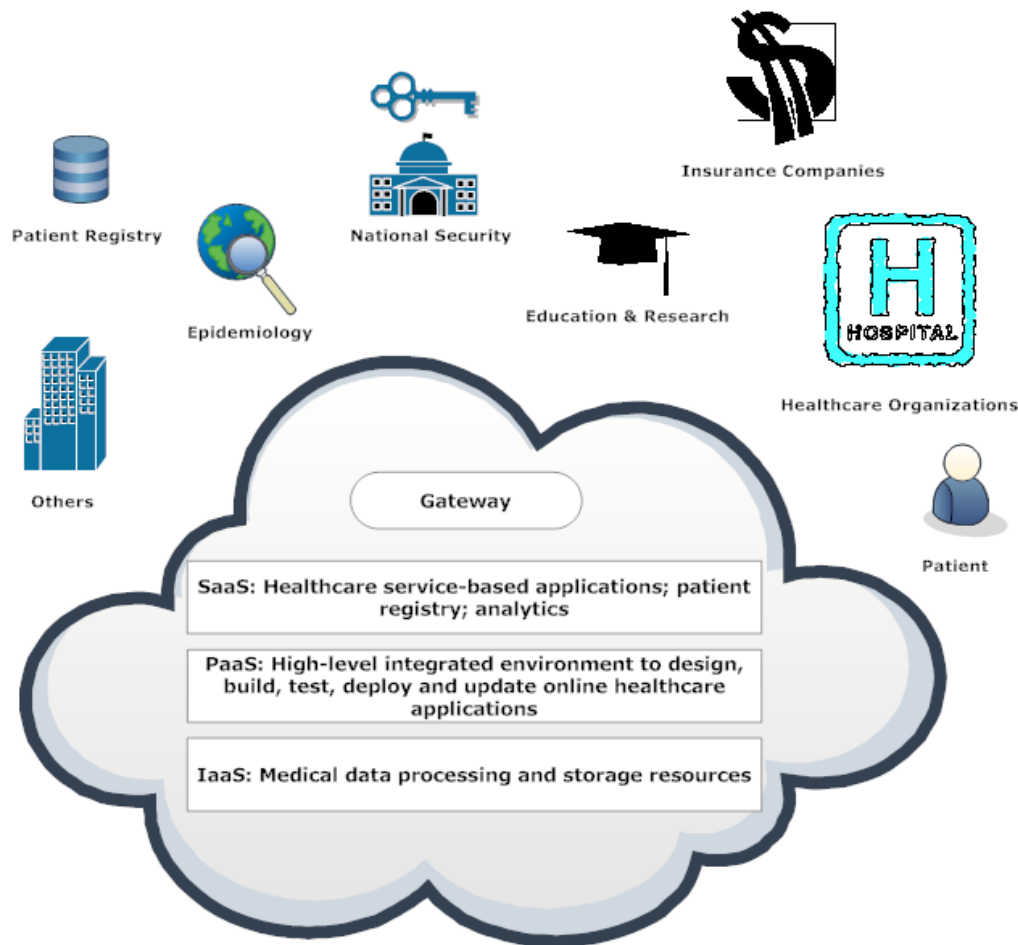 Insurance Companies
Patient Registry
National Security
Epidemiology
Education & Research
HOSPITAL
Healthcare Organizations
Others
Patient
Gateway
SaaS: Healthcare service-based applications; patient
registry; analytics
PaaS: High-level integrated environment to design,
build, test, deploy and update online healthcare
applications
IaaS: Medical data processing and storage resources